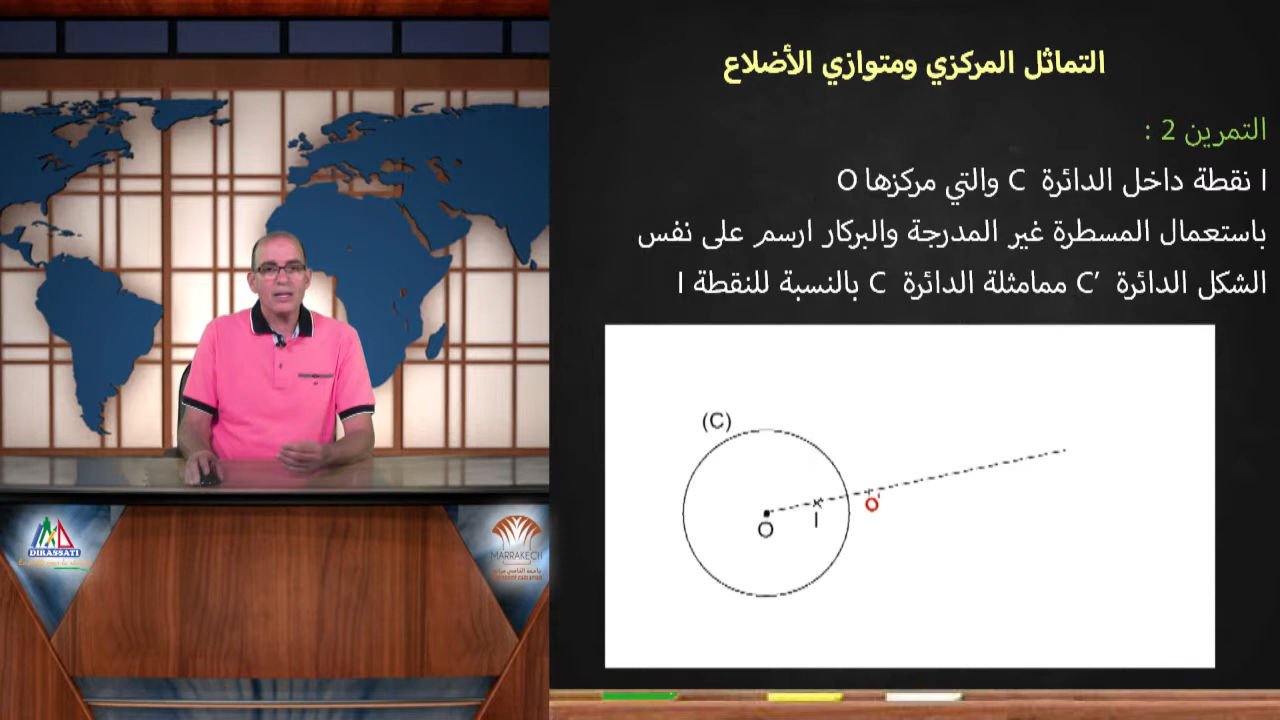 التماثل المركزي ومتوازي الأضلاع
التمرين 2 :
I نقطة داخل الدائرة C والتي مركزها O
باستعمال المسطرة غير المدرجة والبركار ارسم على نفس
الشكل الدائرة C′ ممامثلة الدائرة C بالنسبة للنقطة I
(C)
O
I
O'
DIRASSATI
MARRAKECH